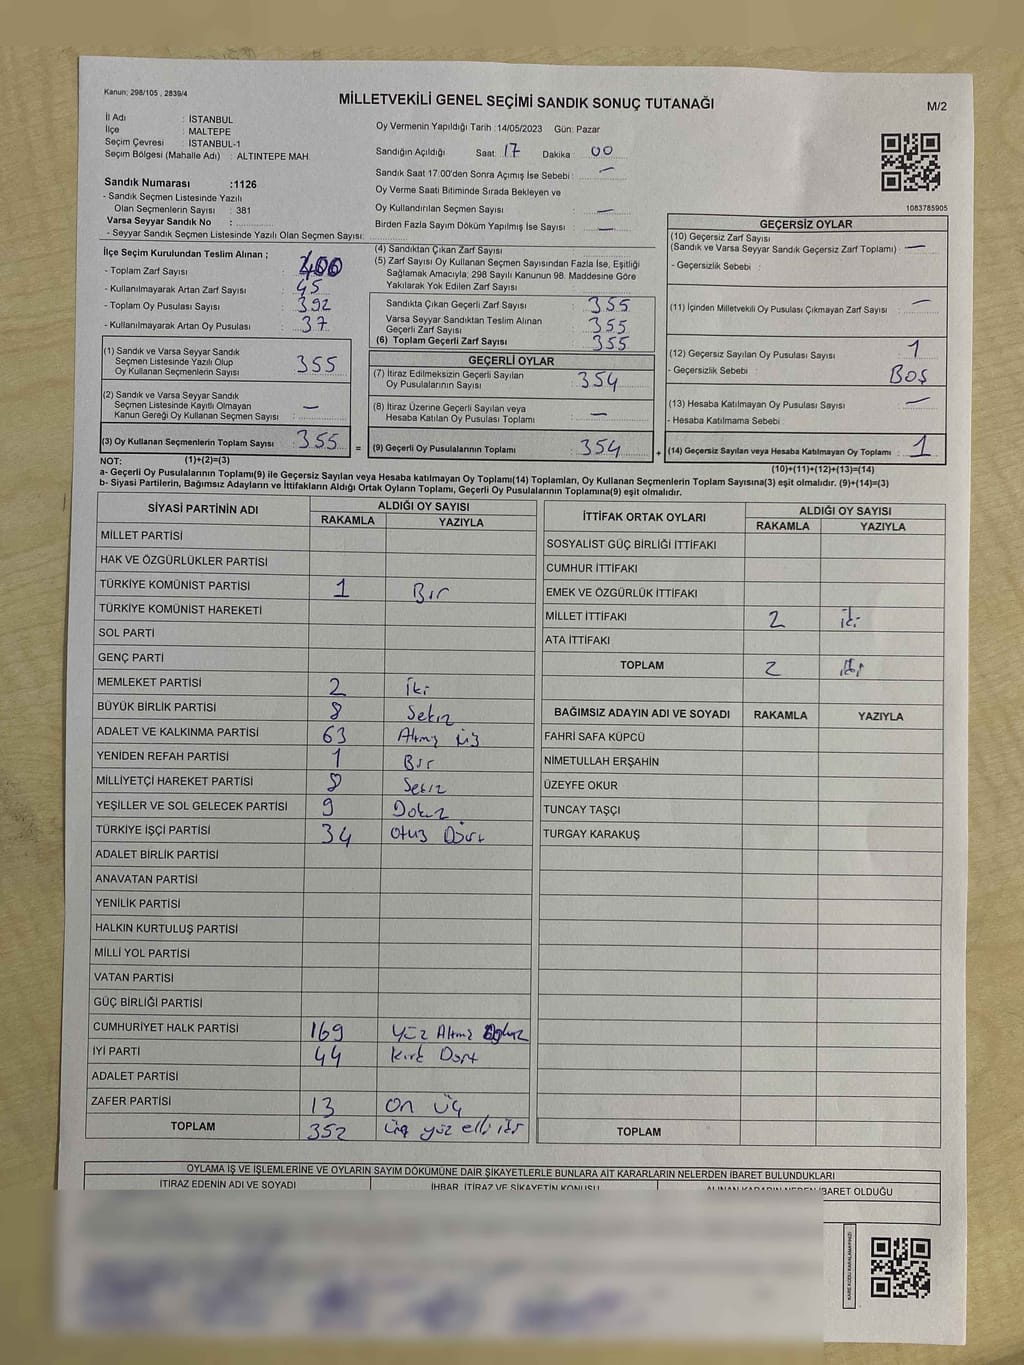 Kanun; 298/105 , 2839/4
MİLLETVEKİLİ GENEL SEÇİMİ SANDIK SONUÇ TUTANAĞI
M/2
İl Adı : İSTANBUL
İlçe : MALTEPE
Seçim Çevresi : İSTANBUL-1
Seçim Bölgesi (Mahalle Adı) : ALTINTEPE MAH.
Sandık Numarası :1126
- Sandık Seçmen Listesinde Yazılı
Olan Seçmenlerin Sayısı : 381
Varsa Seyyar Sandık No :
- Seyyar Sandık Seçmen Listesinde Yazılı Olan Seçmen Sayısı:
Oy Vermenin Yapıldığı Tarih :14/05/2023 Gün: Pazar
Sandığın Açıldığı Saat: 17 Dakika : 00
Sandık Saat 17.00'den Sonra Açımış İse Sebebi : —
Oy Verme Saati Bitiminde Sırada Bekleyen ve
Oy Kullandırılan Seçmen Sayısı : —
Birden Fazla Sayım Döküm Yapılmış İse Sayısı : —
1083785905
İlçe Seçim Kurulundan Teslim Alınan ;
- Toplam Zarf Sayısı : 400
- Kullanılmayarak Artan Zarf Sayısı : 45
- Toplam Oy Pusulası Sayısı : 392
- Kullanılmayarak Artan Oy Pusulası : 37
(4) Sandıktan Çıkan Zarf Sayısı :
(5) Zarf Sayısı Oy Kullanan Seçmen Sayısından Fazla İse, Eşitliği
Sağlamak Amacıyla; 298 Sayılı Kanunun 98. Maddesine Göre
Yakılarak Yok Edilen Zarf Sayısı :
Sandıkta Çıkan Geçerli Zarf Sayısı : 355
Varsa Seyyar Sandıktan Teslim Alınan
Geçerli Zarf Sayısı : 355
(6) Toplam Geçerli Zarf Sayısı : 355
GEÇERSİZ OYLAR
(10) Geçersiz Zarf Sayısı
(Sandık ve Varsa Seyyar Sandık Geçersiz Zarf Toplamı) : —
- Geçersizlik Sebebi :
(11) İçinden Milletvekili Oy Pusulası Çıkmayan Zarf Sayısı : —
(12) Geçersiz Sayılan Oy Pusulası Sayısı : 1
- Geçersizlik Sebebi : BOŞ
(13) Hesaba Katılmayan Oy Pusulası Sayısı : —
- Hesaba Katılmama Sebebi :
(14) Geçersiz Sayılan veya Hesaba Katılmayan Oy Toplamı : 1
(10)+(11)+(12)+(13)=(14)
(1) Sandık ve Varsa Seyyar Sandık
Seçmen Listesinde Yazılı Olup
Oy Kullanan Seçmenlerin Sayısı : 355
(2) Sandık ve Varsa Seyyar Sandık
Seçmen Listesinde Kayıtlı Olmayan
Kanun Gereği Oy Kullanan Seçmen Sayısı : —
(3) Oy Kullanan Seçmenlerin Toplam Sayısı : 355 =
GEÇERLİ OYLAR
(7) İtiraz Edilmeksizin Geçerli Sayılan
Oy Pusulalarının Sayısı : 354
(8) İtiraz Üzerine Geçerli Sayılan veya
Hesaba Katılan Oy Pusulası Toplamı : —
(9) Geçerli Oy Pusulalarının Toplamı : 354 +
NOT: (1)+(2)=(3)
a- Geçerli Oy Pusulalarının Toplamı(9) ile Geçersiz Sayılan veya Hesaba katılmayan Oy Toplamı(14) Toplamları, Oy Kullanan Seçmenlerin Toplam Sayısına(3) eşit olmalıdır. (9)+(14)=(3)
b- Siyasi Partilerin, Bağımsız Adayların ve İttifakların Aldığı Ortak Oyların Toplamı, Geçerli Oy Pusulalarının Toplamına(9) eşit olmalıdır.
SİYASİ PARTİNİN ADI ALDIĞI OY SAYISI
RAKAMLA YAZIYLA
MİLLET PARTİSİ
HAK VE ÖZGÜRLÜKLER PARTİSİ
TÜRKİYE KOMÜNİST PARTİSİ 1 Bir
TÜRKİYE KOMÜNİST HAREKETİ
SOL PARTİ
GENÇ PARTİ
MEMLEKET PARTİSİ 2 İki
BÜYÜK BİRLİK PARTİSİ 8 Sekiz
ADALET VE KALKINMA PARTİSİ 63 Altmış üç
YENİDEN REFAH PARTİSİ 1 Bir
MİLLİYETÇİ HAREKET PARTİSİ 8 Sekiz
YEŞİLLER VE SOL GELECEK PARTİSİ 9 Dokuz
TÜRKİYE İŞÇİ PARTİSİ 34 Otuz Dört
ADALET BİRLİK PARTİSİ
ANAVATAN PARTİSİ
YENİLİK PARTİSİ
HALKIN KURTULUŞ PARTİSİ
MİLLİ YOL PARTİSİ
VATAN PARTİSİ
GÜÇ BİRLİĞİ PARTİSİ
CUMHURİYET HALK PARTİSİ 169 Yüz Altmış Dokuz
İYİ PARTİ 44 Kırk Dört
ADALET PARTİSİ
ZAFER PARTİSİ 13 On üç
TOPLAM 352 üç yüz elli iki
İTTİFAK ORTAK OYLARI ALDIĞI OY SAYISI
RAKAMLA YAZIYLA
SOSYALİST GÜÇ BİRLİĞİ İTTİFAKI
CUMHUR İTTİFAKI
EMEK VE ÖZGÜRLÜK İTTİFAKI
MİLLET İTTİFAKI 2 iki
ATA İTTİFAKI
TOPLAM 2 iki
BAĞIMSIZ ADAYIN ADI VE SOYADI RAKAMLA YAZIYLA
FAHRİ SAFA KÜPCÜ
NİMETULLAH ERŞAHİN
ÜZEYFE OKUR
TUNCAY TAŞÇI
TURGAY KARAKUŞ
TOPLAM
OYLAMA İŞ VE İŞLEMLERİNE VE OYLARIN SAYIM DÖKÜMÜNE DAİR ŞİKAYETLERLE BUNLARA AİT KARARLARIN NELERDEN İBARET BULUNDUKLARI
İTİRAZ EDENİN ADI VE SOYADI İHBAR, İTİRAZ VE ŞİKAYETİN KONUSU ALINAN KARARIN NEDEN İBARET OLDUĞU